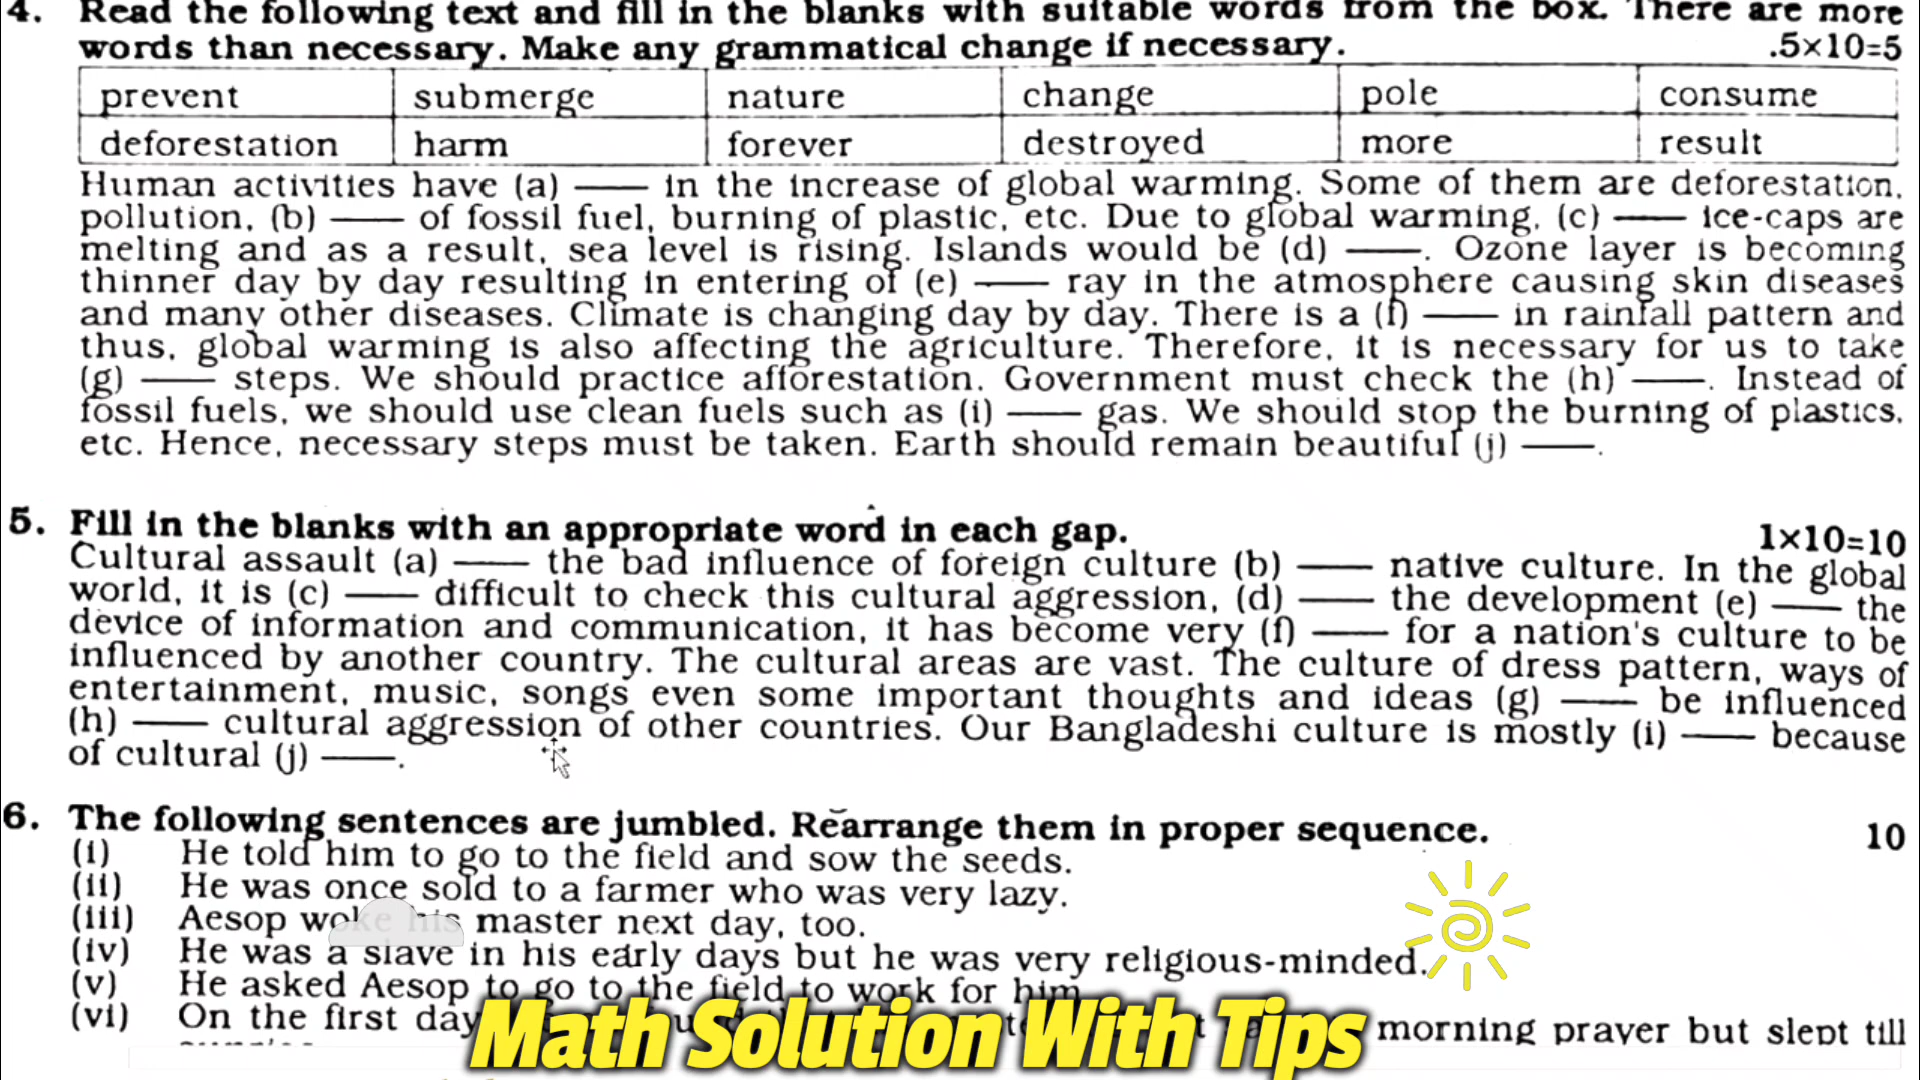 4. Read the following text and fill in the blanks with suitable words from the box. There are more
words than necessary. Make any grammatical change if necessary. .5×10=5
prevent submerge nature change pole consume
deforestation harm forever destroyed more result
Human activities have (a) —— in the increase of global warming. Some of them are deforestation,
pollution, (b) —— of fossil fuel, burning of plastic, etc. Due to global warming, (c) —— ice-caps are
melting and as a result, sea level is rising. Islands would be (d) ——. Ozone layer is becoming
thinner day by day resulting in entering of (e) —— ray in the atmosphere causing skin diseases
and many other diseases. Climate is changing day by day. There is a (f) —— in rainfall pattern and
thus, global warming is also affecting the agriculture. Therefore, it is necessary for us to take
(g) —— steps. We should practice afforestation. Government must check the (h) ——. Instead of
fossil fuels, we should use clean fuels such as (i) —— gas. We should stop the burning of plastics,
etc. Hence, necessary steps must be taken. Earth should remain beautiful (j) ——.
5. Fill in the blanks with an appropriate word in each gap. 1×10=10
Cultural assault (a) —— the bad influence of foreign culture (b) —— native culture. In the global
world, it is (c) —— difficult to check this cultural aggression, (d) —— the development (e) —— the
device of information and communication, it has become very (f) —— for a nation's culture to be
influenced by another country. The cultural areas are vast. The culture of dress pattern, ways of
entertainment, music, songs even some important thoughts and ideas (g) —— be influenced
(h) —— cultural aggression of other countries. Our Bangladeshi culture is mostly (i) —— because
of cultural (j) ——.
6. The following sentences are jumbled. Rearrange them in proper sequence. 10
(i) He told him to go to the field and sow the seeds.
(ii) He was once sold to a farmer who was very lazy.
(iii) Aesop woke his master next day, too.
(iv) He was a slave in his early days but he was very religious-minded.
(v) He asked Aesop to go to the field to work for him
(vi) On the first day morning prayer but slept till
Math Solution With Tips